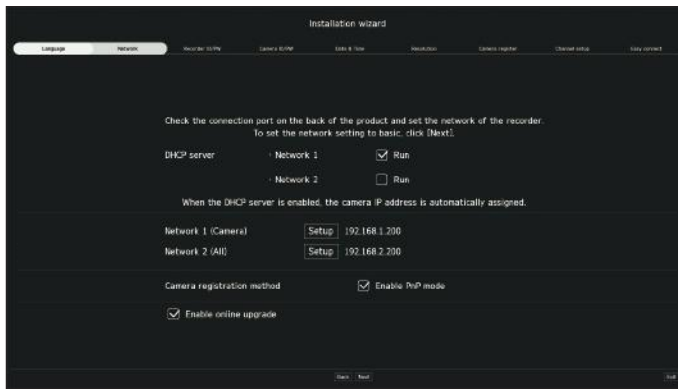 Installation wizard
Language Network Recorder ID/PW Camera ID/PW Date & Time Resolution Camera register Channel setup Easy connect
Check the connection port on the back of the product and set the network of the recorder.
To set the network setting to basic, click [Next].
DHCP server · Network 1 Run
· Network 2 Run
When the DHCP server is enabled, the camera IP address is automatically assigned.
Network 1 (Camera) Setup 192.168.1.200
Network 2 (All) Setup 192.168.2.200
Camera registration method Enable PnP mode
Enable online upgrade
Back Next Exit